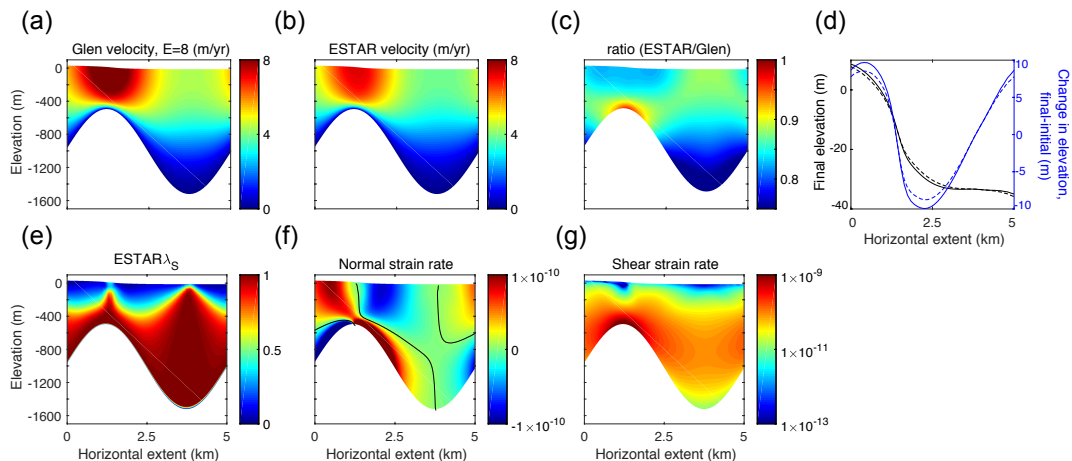 (a)
Glen velocity, E=8 (m/yr)
Elevation (m)
0
-400
-800
-1200
-1600
8
4
0
(b)
ESTAR velocity (m/yr)
8
4
0
(c)
ratio (ESTAR/Glen)
1
0.9
0.8
(d)
Final elevation (m)
0
-20
-40
0
2.5
5
Horizontal extent (km)
10
5
0
-5
-10
Change in elevation,
final-initial (m)
(e)
ESTAR λS
Elevation (m)
0
-400
-800
-1200
-1600
0
2.5
5
Horizontal extent (km)
1
0.5
0
(f)
Normal strain rate
0
2.5
5
Horizontal extent (km)
1×10-10
0
-1×10-10
(g)
Shear strain rate
0
2.5
5
Horizontal extent (km)
1×10-9
1×10-11
1×10-13